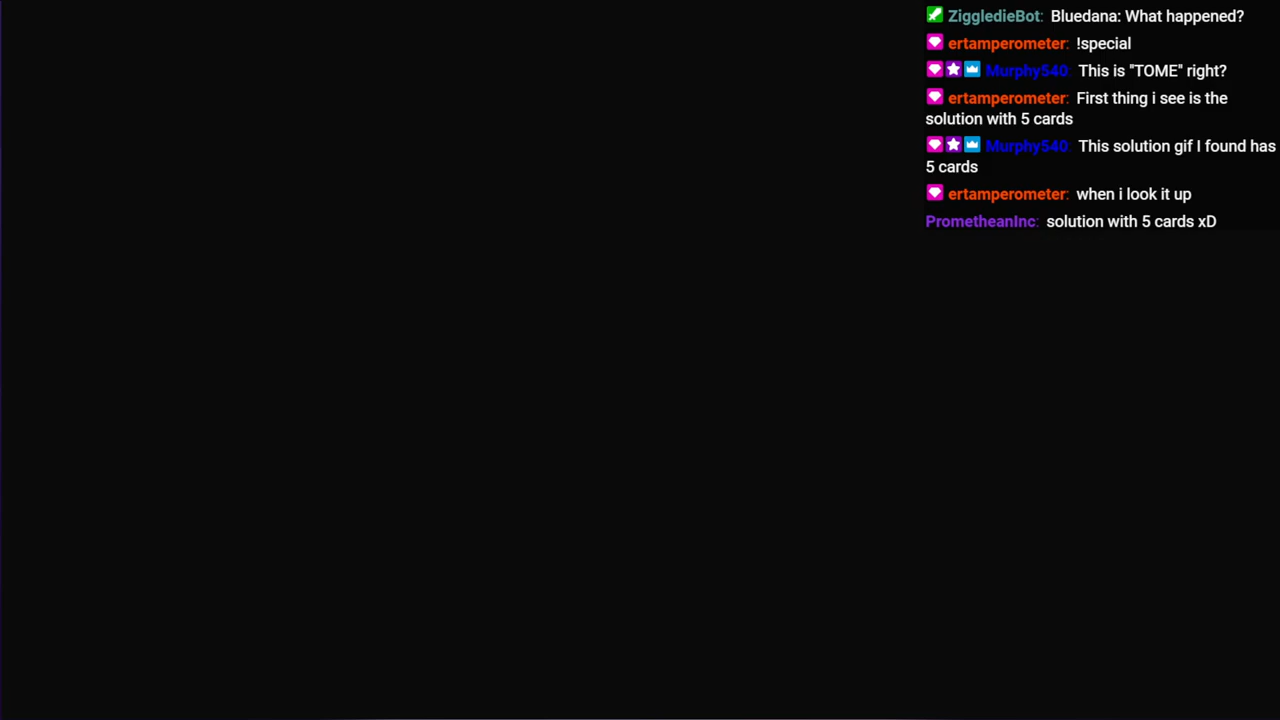 ZiggledieBot: Bluedana: What happened?
ertamperometer: !special
Murphy540: This is "TOME" right?
ertamperometer: First thing i see is the
solution with 5 cards
Murphy540: This solution gif I found has
5 cards
ertamperometer: when i look it up
PrometheanInc: solution with 5 cards xD